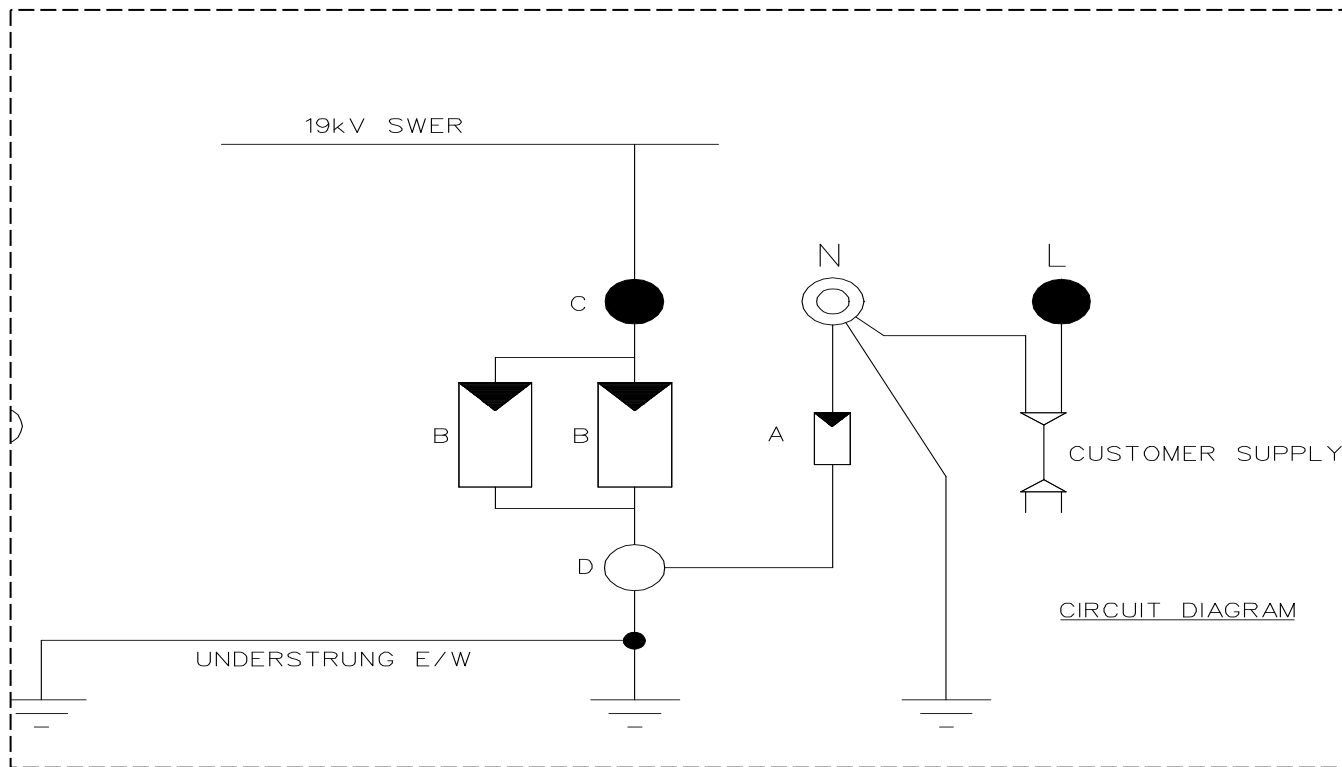 19kV SWER
N
L
C
B
B
A
CUSTOMER SUPPLY
D
CIRCUIT DIAGRAM
UNDERSTRUNG E/W